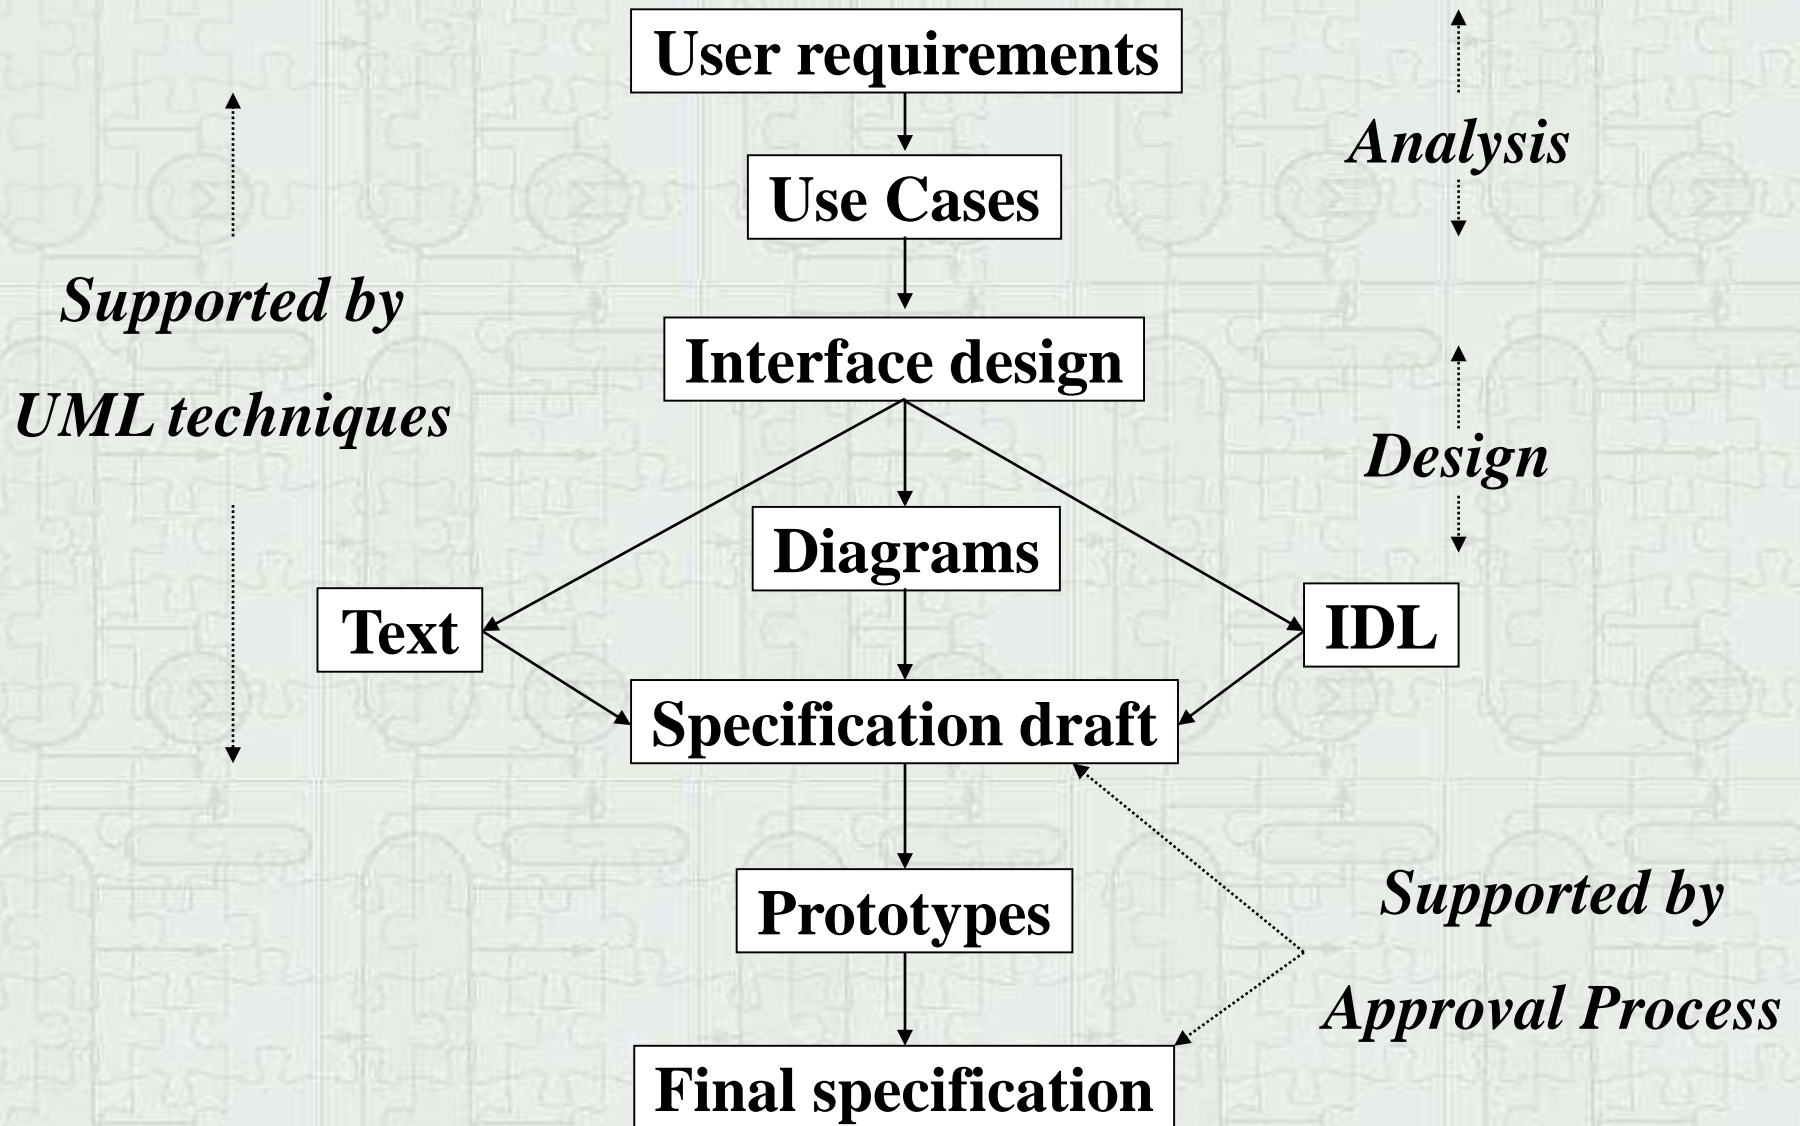 User requirements
Analysis
Use Cases
Supported by
UML techniques
Interface design
Design
Diagrams
Text
IDL
Specification draft
Prototypes
Supported by
Approval Process
Final specification